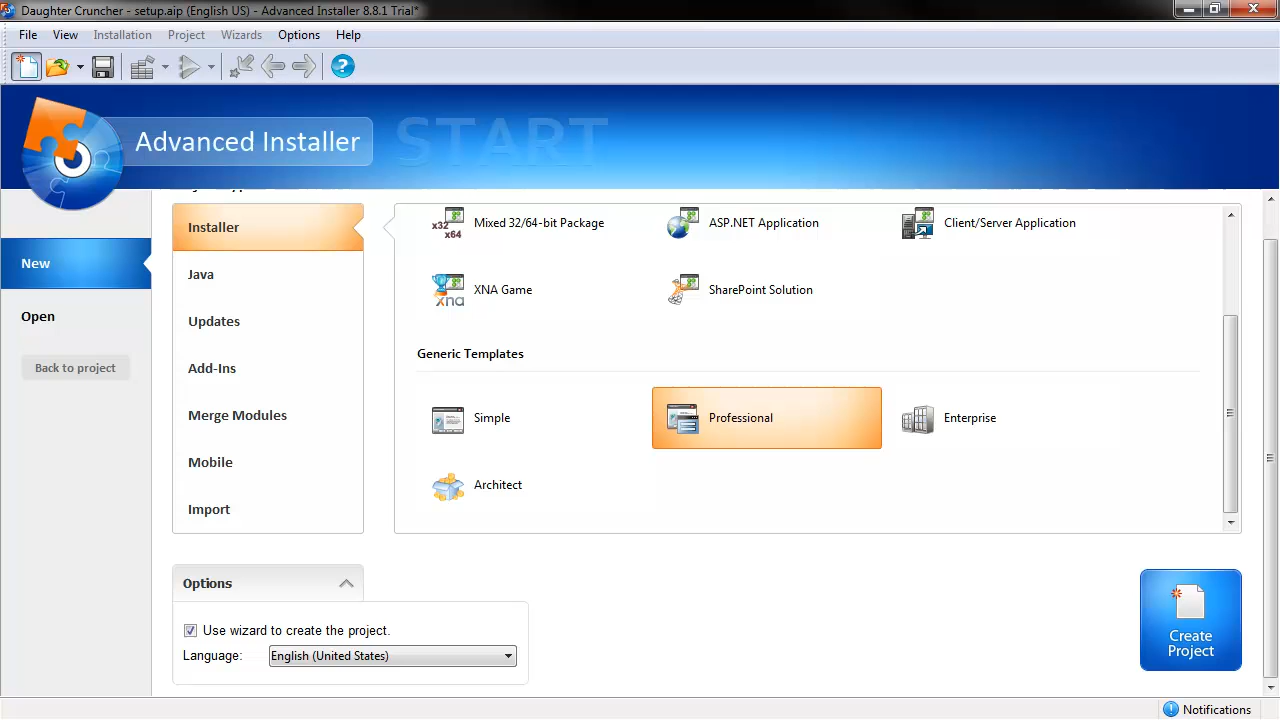 Daughter Cruncher - setup.aip (English US) - Advanced Installer 8.8.1 Trial*
File View Installation Project Wizards Options Help
Advanced Installer START
New
Open
Back to project
Installer
Java
Updates
Add-Ins
Merge Modules
Mobile
Import
x32 x64 Mixed 32/64-bit Package
ASP.NET Application
Client/Server Application
xna XNA Game
SharePoint Solution
Generic Templates
Simple
Professional
Enterprise
Architect
Options
Use wizard to create the project.
Language: English (United States)
Create
Project
Notifications